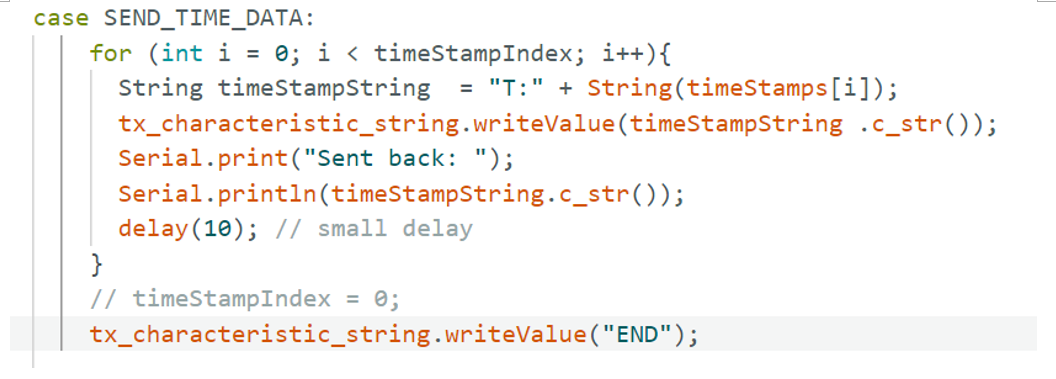 case SEND_TIME_DATA:
for (int i = 0; i < timeStampIndex; i++){
String timeStampString  = "T:" + String(timeStamps[i]);
tx_characteristic_string.writeValue(timeStampString .c_str());
Serial.print("Sent back: ");
Serial.println(timeStampString.c_str());
delay(10); // small delay
}
// timeStampIndex = 0;
tx_characteristic_string.writeValue("END");